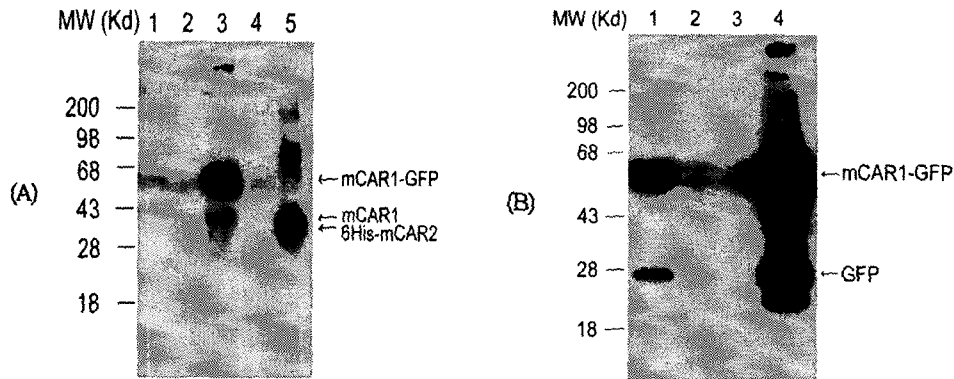 MW (Kd) 1 2 3 4 5
200
98
68
43
28
18
mCAR1-GFP
mCAR1
6His-mCAR2
(A)
MW (Kd) 1 2 3 4
200
98
68
43
28
18
mCAR1-GFP
GFP
(B)